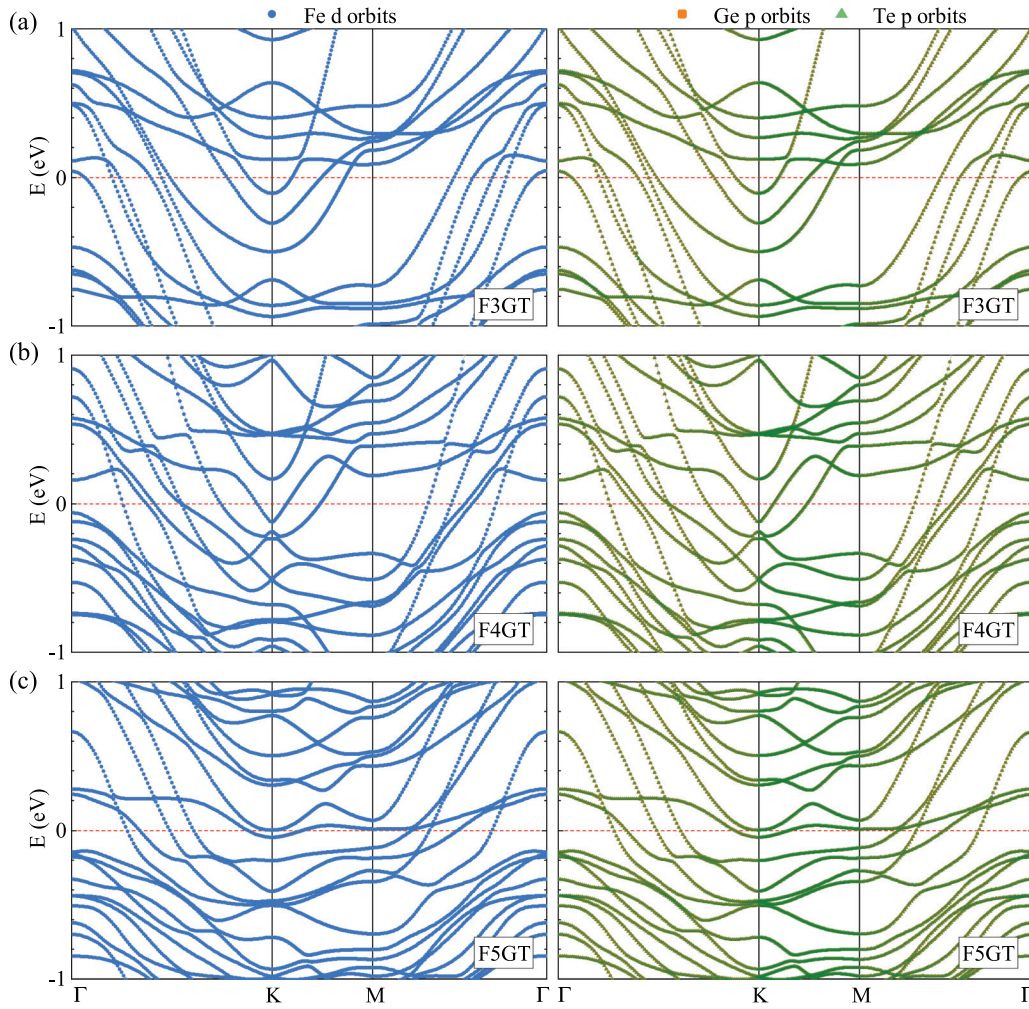 (a) Fe d orbits Ge p orbits Te p orbits
1
E (eV)
0
-1
F3GT F3GT
(b)
1
E (eV)
0
-1
F4GT F4GT
(c)
1
E (eV)
0
-1
F5GT F5GT
Γ K M Γ Γ K M Γ